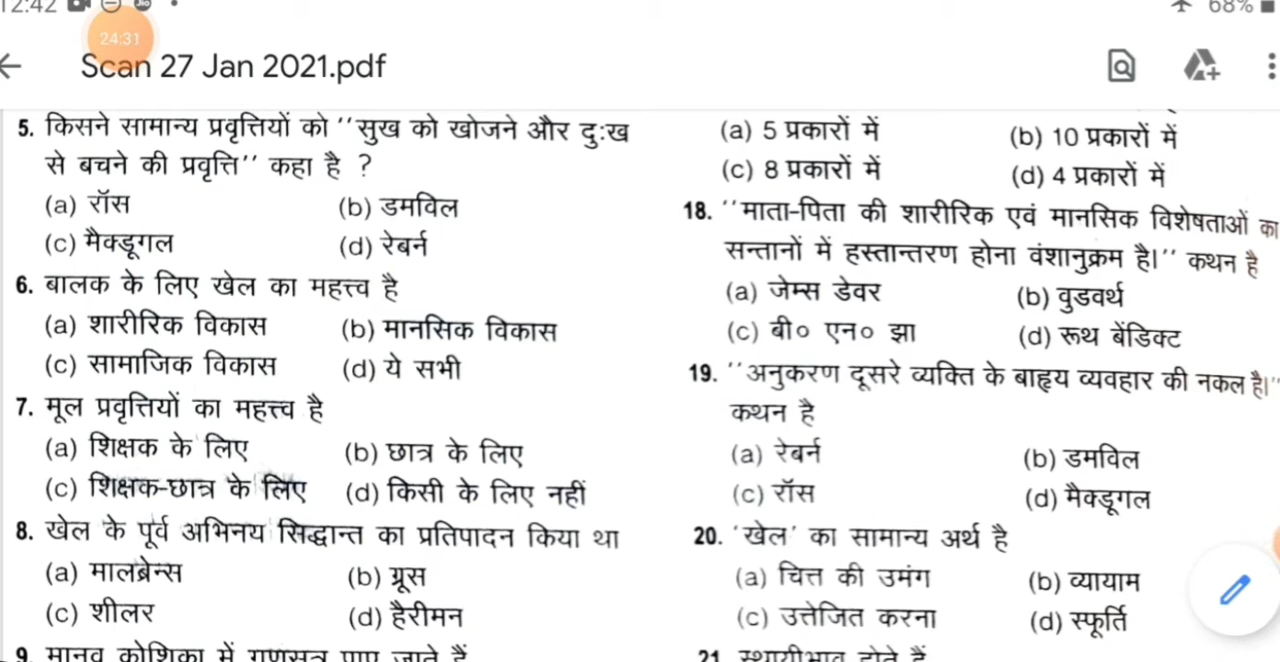 12:42
68%
24:31
Scan 27 Jan 2021.pdf
5. किसने सामान्य प्रवृत्तियों को ''सुख को खोजने और दुःख
से बचने की प्रवृत्ति'' कहा है ?
(a) रॉस (b) डमविल
(c) मैक्डूगल (d) रेबर्न
6. बालक के लिए खेल का महत्त्व है
(a) शारीरिक विकास (b) मानसिक विकास
(c) सामाजिक विकास (d) ये सभी
7. मूल प्रवृत्तियों का महत्त्व है
(a) शिक्षक के लिए (b) छात्र के लिए
(c) शिक्षक-छात्र के लिए (d) किसी के लिए नहीं
8. खेल के पूर्व अभिनय सिद्धान्त का प्रतिपादन किया था
(a) मालब्रेन्स (b) ग्रूस
(c) शीलर (d) हैरीमन
9. मानव कोशिका में गुणसूत्र पाए जाते हैं
(a) 5 प्रकारों में (b) 10 प्रकारों में
(c) 8 प्रकारों में (d) 4 प्रकारों में
18. ''माता-पिता की शारीरिक एवं मानसिक विशेषताओं का
सन्तानों में हस्तान्तरण होना वंशानुक्रम है।'' कथन है
(a) जेम्स डेवर (b) वुडवर्थ
(c) बी० एन० झा (d) रूथ बेंडिक्ट
19. ''अनुकरण दूसरे व्यक्ति के बाहृय व्यवहार की नकल है।''
कथन है
(a) रेबर्न (b) डमविल
(c) रॉस (d) मैक्डूगल
20. 'खेल' का सामान्य अर्थ है
(a) चित्त की उमंग (b) व्यायाम
(c) उत्तेजित करना (d) स्फूर्ति
21. स्थायीभाव होते हैं